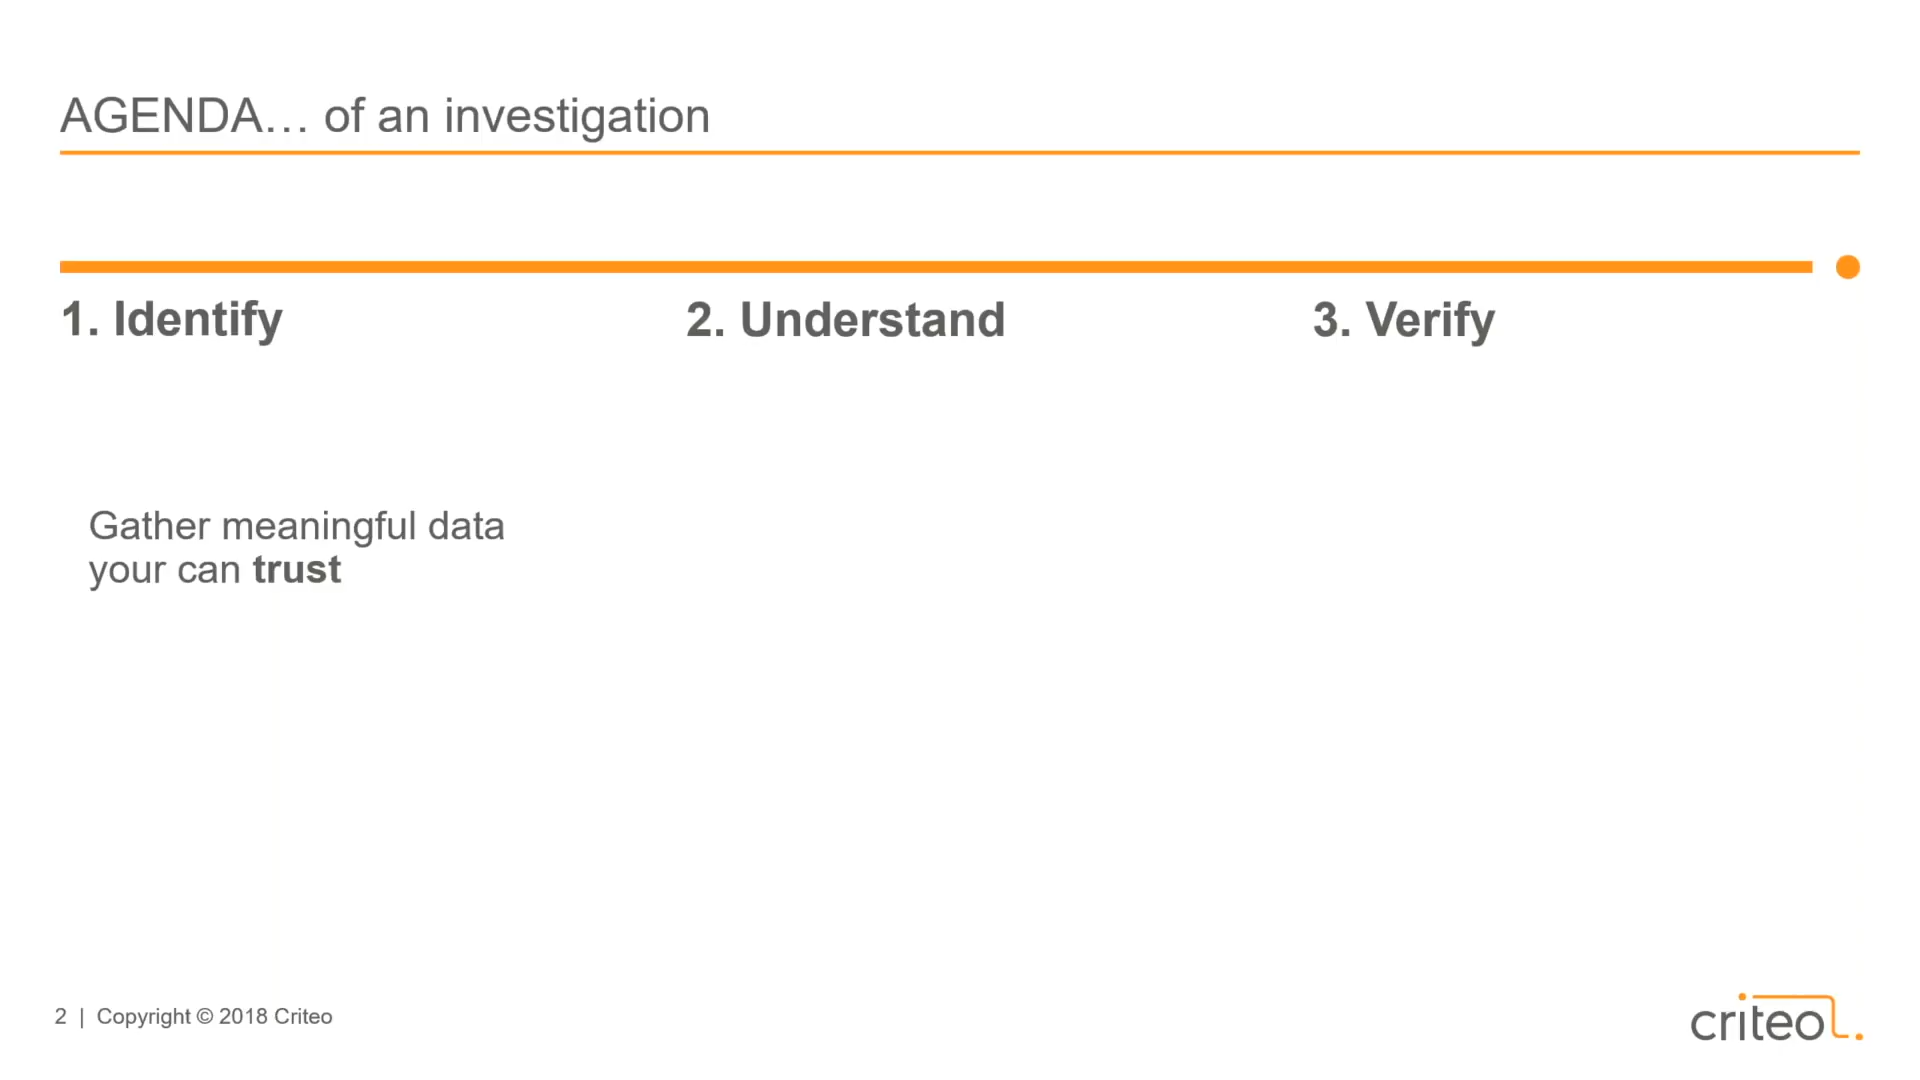 AGENDA… of an investigation
1. Identify
2. Understand
3. Verify
Gather meaningful data
your can trust
2 | Copyright © 2018 Criteo
criteo